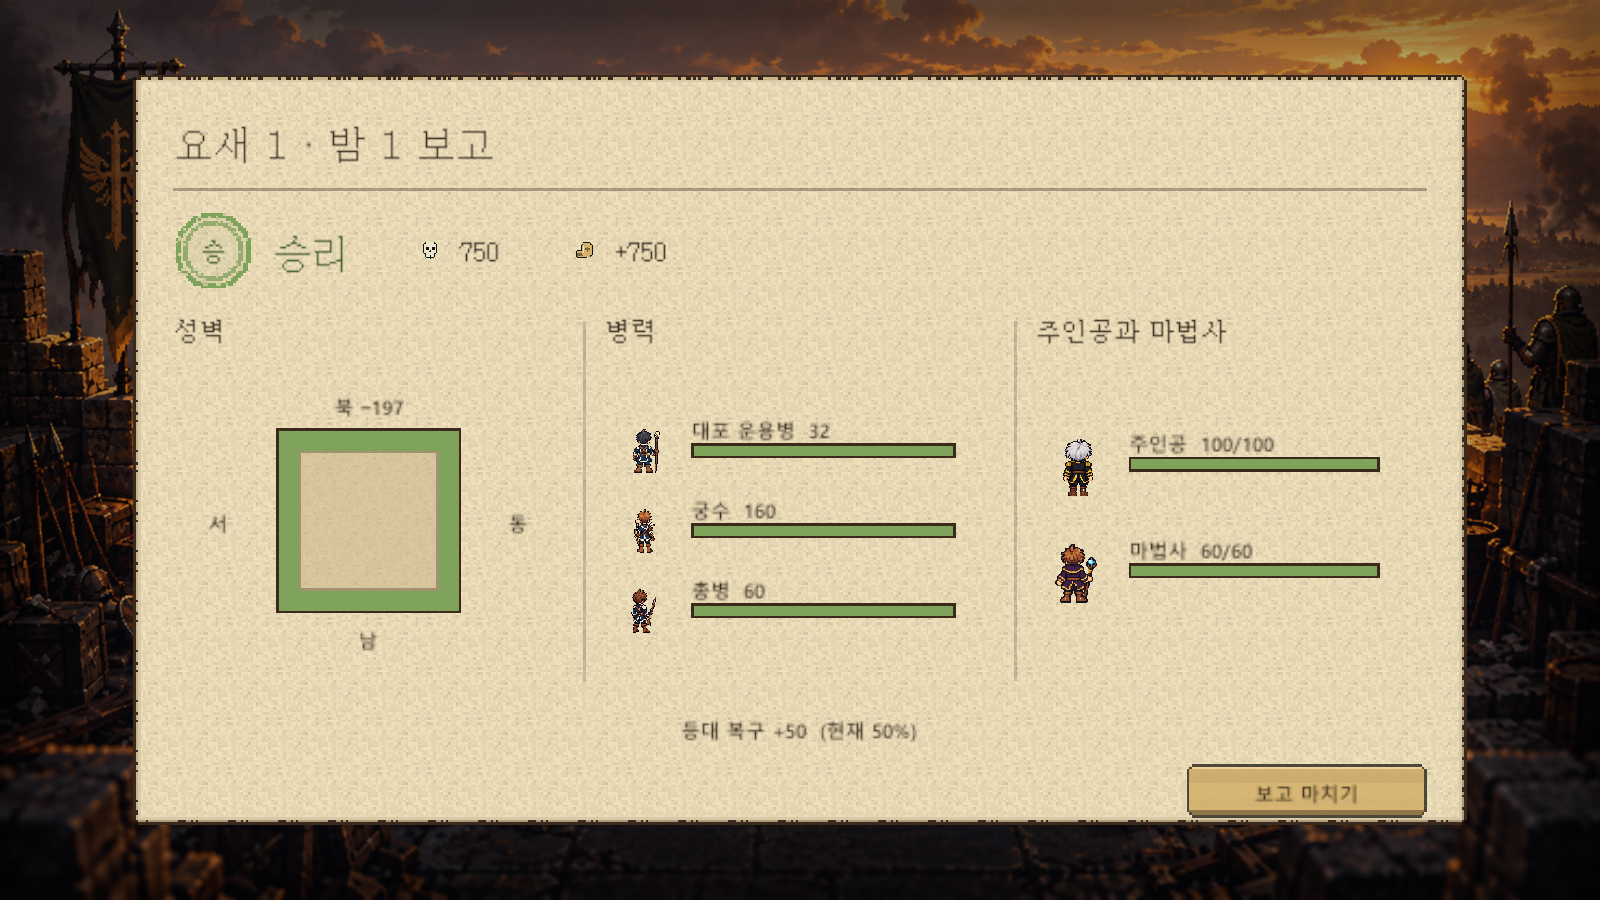 요새 1 · 밤 1 보고
승 승리 750 +750
성벽
북 -197
서
동
남
병력
대포 운용병 32
궁수 160
총병 60
주인공과 마법사
주인공 100/100
마법사 60/60
등대 복구 +50 (현재 50%)
보고 마치기